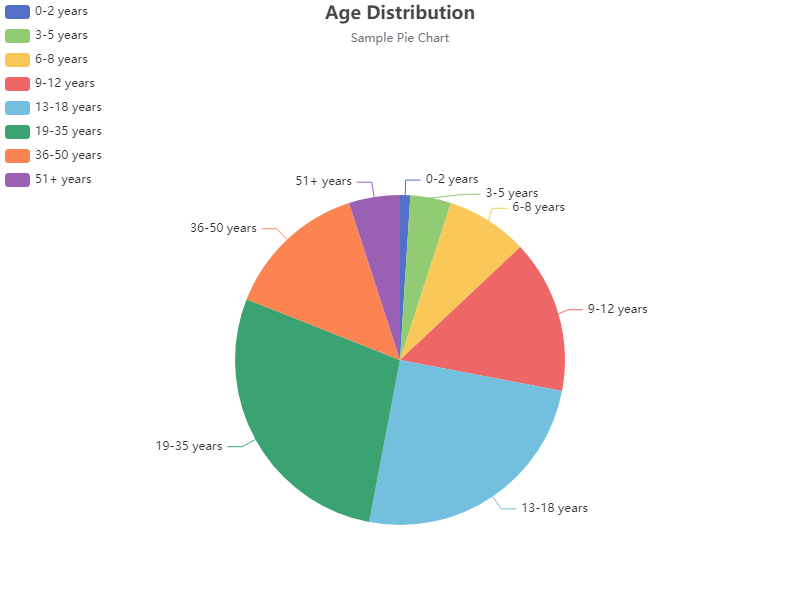 Age Distribution
Sample Pie Chart
0-2 years
3-5 years
6-8 years
9-12 years
13-18 years
19-35 years
36-50 years
51+ years
0-2 years
3-5 years
6-8 years
9-12 years
13-18 years
19-35 years
36-50 years
51+ years